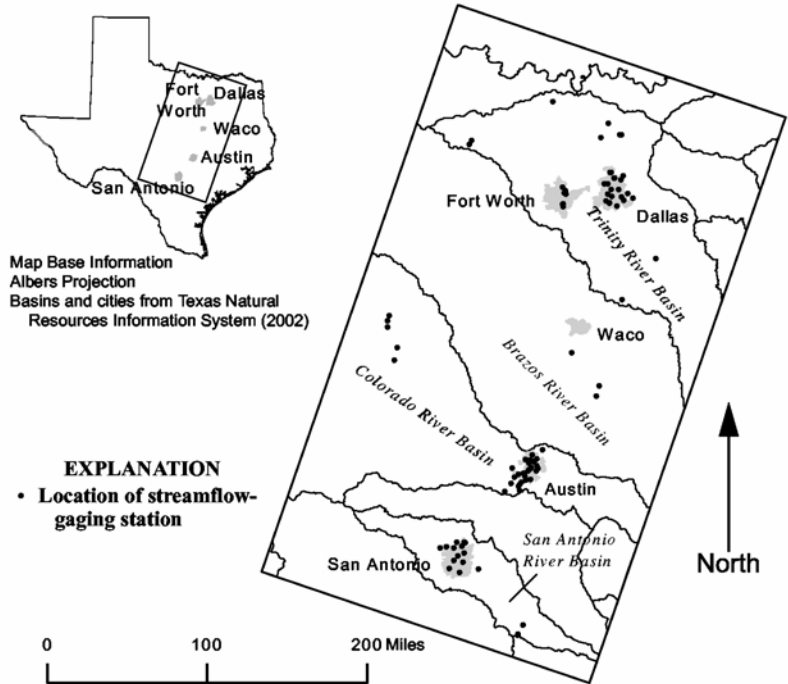 Fort
Worth
Dallas
Waco
Austin
San Antonio
Map Base Information
Albers Projection
Basins and cities from Texas Natural
Resources Information System (2002)
EXPLANATION
• Location of streamflow-
gaging station
Fort Worth
Dallas
Trinity River Basin
Waco
Brazos River Basin
Colorado River Basin
Austin
San Antonio
River Basin
San Antonio
North
0 100 200 Miles